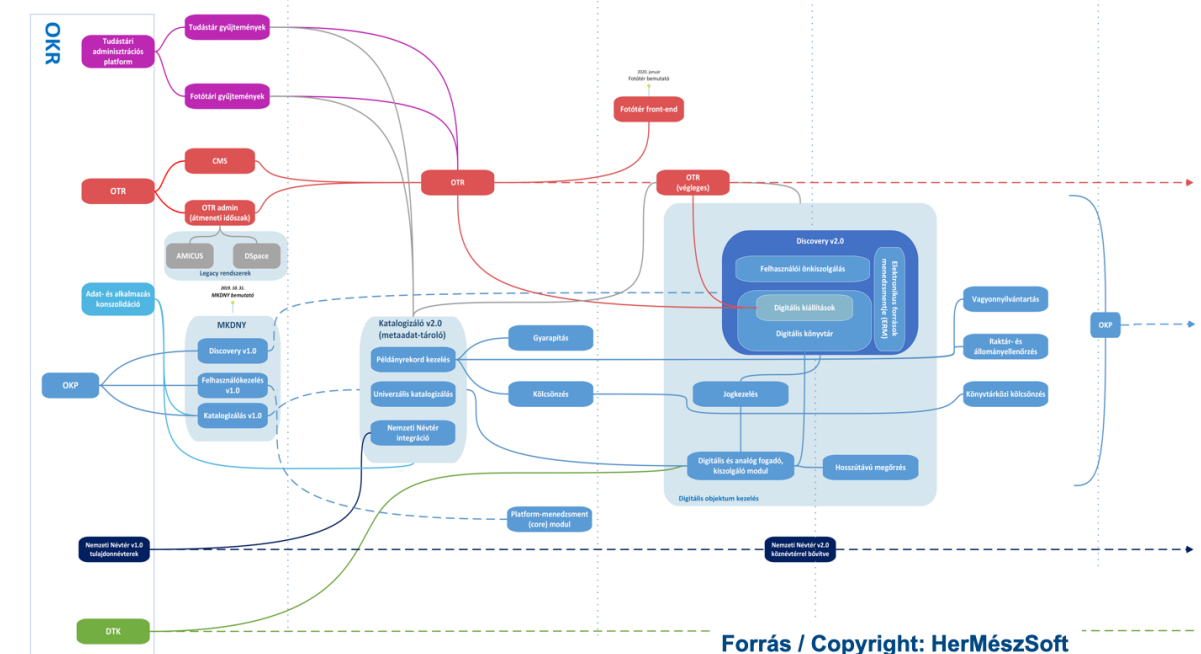 OKR
Tudástári
adminisztrációs
platform
Tudástár gyűjtemények
Fotótári gyűjtemények
2020. január
Fotótér bemutató
Fotótér front-end
OTR
CMS
OTR admin
(átmeneti időszak)
OTR
OTR
(végleges)
AMICUS
DSpace
Legacy rendszerek
Adat- és alkalmazás
konszolidáció
2019. 10. 31.
MKDNY bemutató
MKDNY
Discovery v1.0
Felhasználókezelés
v1.0
Katalogizálás v1.0
OKP
Katalogizáló v2.0
(metaadat-tároló)
Példányrekord kezelés
Univerzális katalogizálás
Nemzeti Névtér
integráció
Gyarapítás
Kölcsönzés
Platform-menedzsment
(core) modul
Discovery v2.0
Felhasználói önkiszolgálás
Digitális kiállítások
Digitális könyvtár
Elektronikus források
menedzsmentje (ERM)
Jogkezelés
Digitális és analóg fogadó,
kiszolgáló modul
Hosszútávú megőrzés
Digitális objektum kezelés
Vagyonnyilvántartás
Raktár- és
állományellenőrzés
Könyvtárközi kölcsönzés
OKP
Nemzeti Névtér v1.0
tulajdonnévterek
Nemzeti Névtér v2.0
köznévtérrel bővítve
DTK
Forrás / Copyright: HerMészSoft